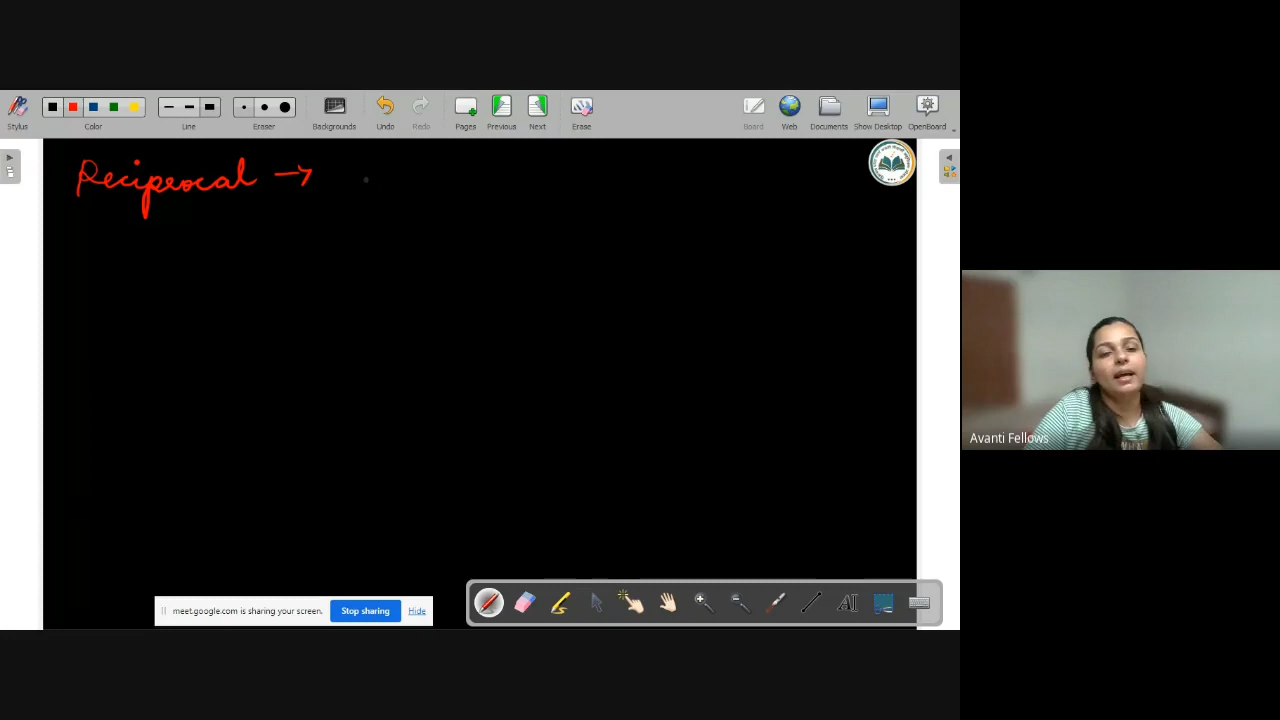 Stylus Color Line Eraser Backgrounds Undo Redo Pages Previous Next Erase Board Web Documents Show Desktop OpenBoard
Reciprocal →
Avanti Fellows
meet.google.com is sharing your screen. Stop sharing Hide
AI